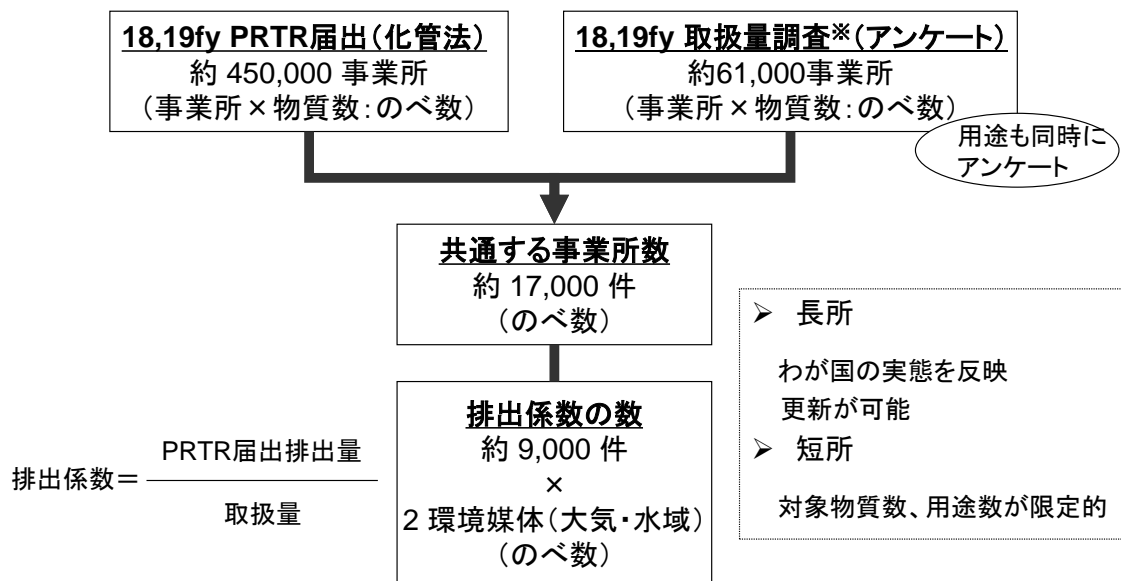 18,19fy PRTR届出(化管法)
約 450,000 事業所
(事業所×物質数:のべ数)
18,19fy 取扱量調査※(アンケート)
約61,000事業所
(事業所×物質数:のべ数)
用途も同時に
アンケート
共通する事業所数
約 17,000 件
(のべ数)
排出係数の数
約 9,000 件
×
2 環境媒体(大気・水域)
(のべ数)
排出係数=
PRTR届出排出量
取扱量
➢ 長所
わが国の実態を反映
更新が可能
➢ 短所
対象物質数、用途数が限定的